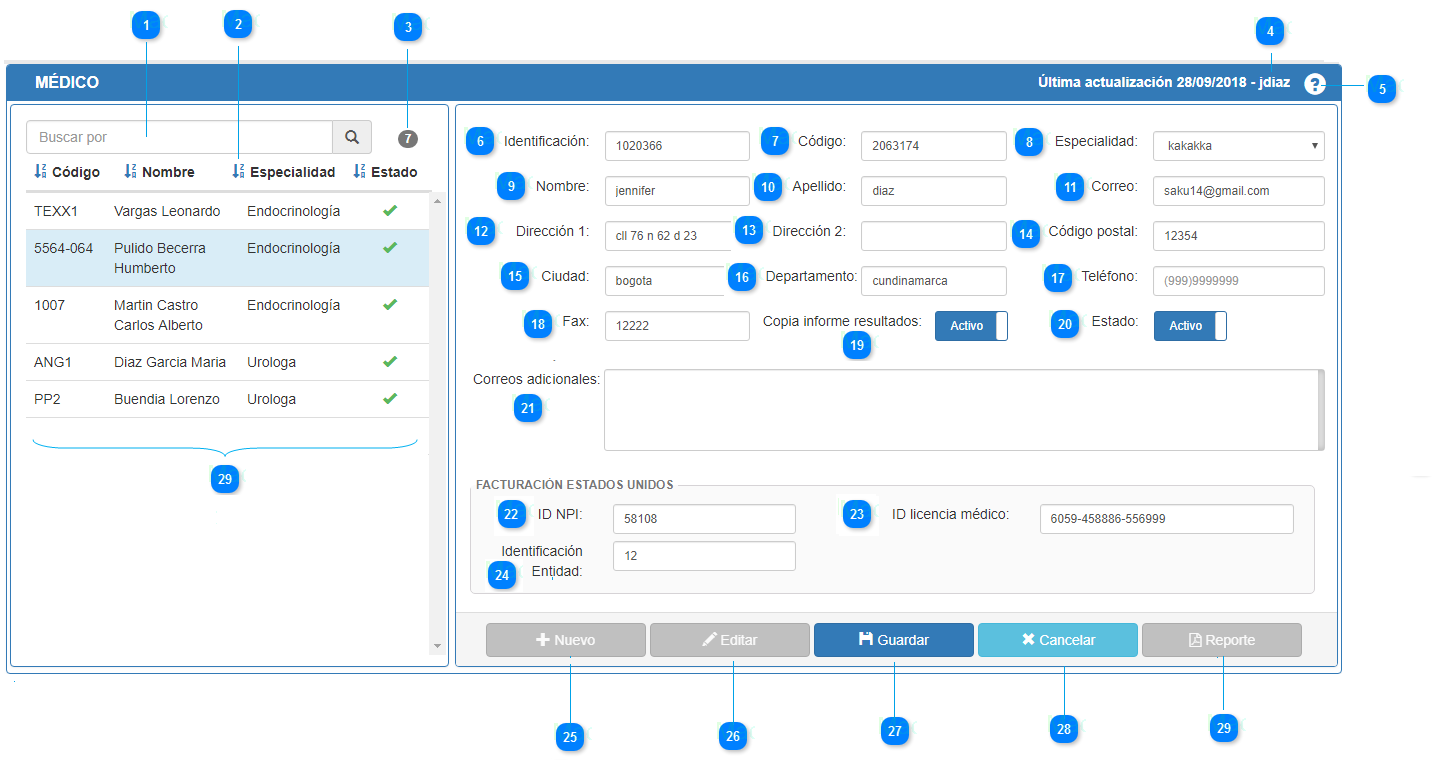 1
2
3
4
MÉDICO
Última actualización 28/09/2018 - jdiaz
?
5
Buscar por
7
Código Nombre Especialidad Estado
TEXX1 Vargas Leonardo Endocrinología
5564-064 Pulido Becerra Humberto Endocrinología
1007 Martin Castro Carlos Alberto Endocrinología
ANG1 Diaz Garcia Maria Urologa
PP2 Buendia Lorenzo Urologa
29
6 Identificación: 1020366 7 Código: 2063174 8 Especialidad: kakakka
9 Nombre: jennifer 10 Apellido: diaz 11 Correo: saku14@gmail.com
12 Dirección 1: cll 76 n 62 d 23 13 Dirección 2: 14 Código postal: 12354
15 Ciudad: bogota 16 Departamento: cundinamarca 17 Teléfono: (999)9999999
18 Fax: 12222 Copia informe resultados: Activo 20 Estado: Activo
19
Correos adicionales:
21
FACTURACIÓN ESTADOS UNIDOS
22 ID NPI: 58108 23 ID licencia médico: 6059-458886-556999
Identificación
24 Entidad: 12
Nuevo Editar Guardar Cancelar Reporte
25 26 27 28 29